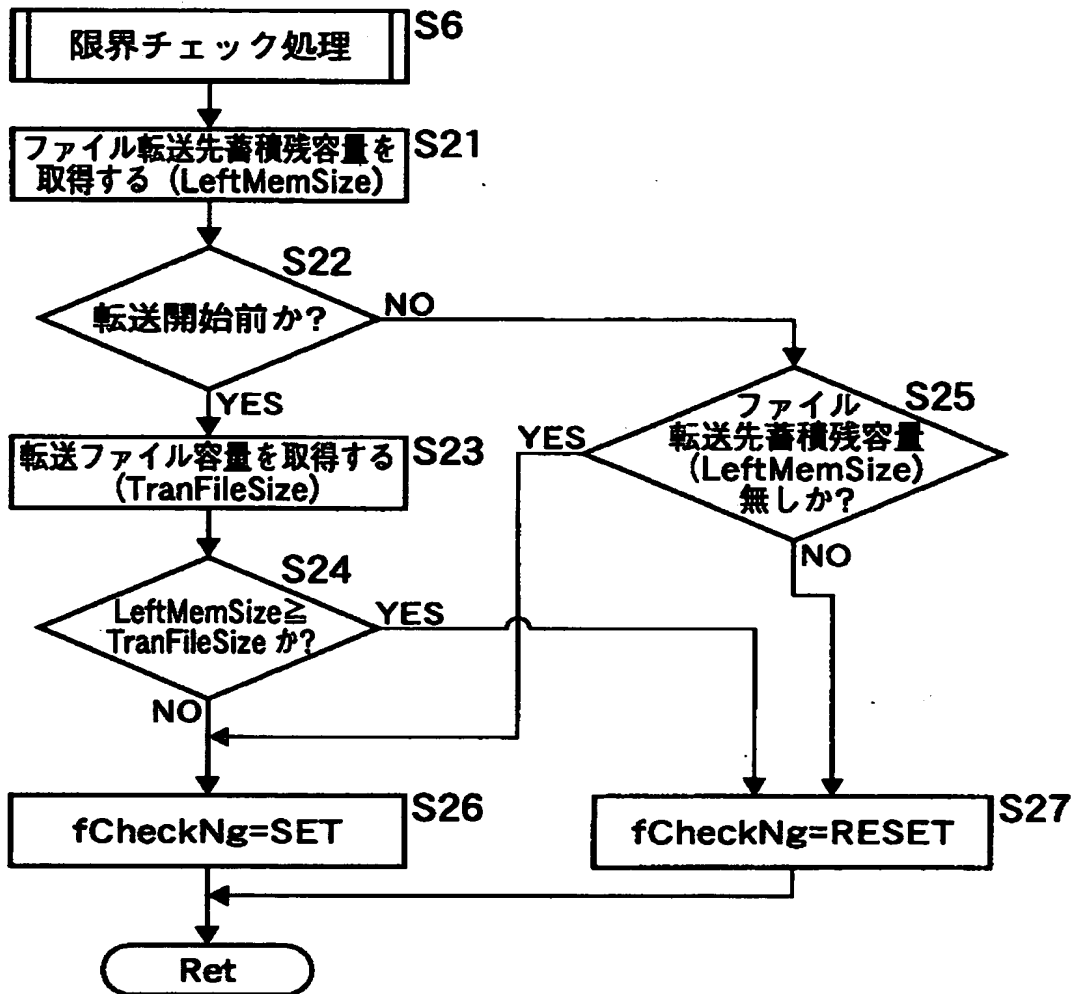 限界チェック処理
S6
ファイル転送先蓄積残容量を
取得する (LeftMemSize)
S21
S22
転送開始前か?
NO
YES
転送ファイル容量を取得する
(TranFileSize)
S23
S25
ファイル
転送先蓄積残容量
(LeftMemSize)
無しか?
YES
NO
S24
LeftMemSize≧
TranFileSize か?
YES
NO
fCheckNg=SET
S26
fCheckNg=RESET
S27
Ret